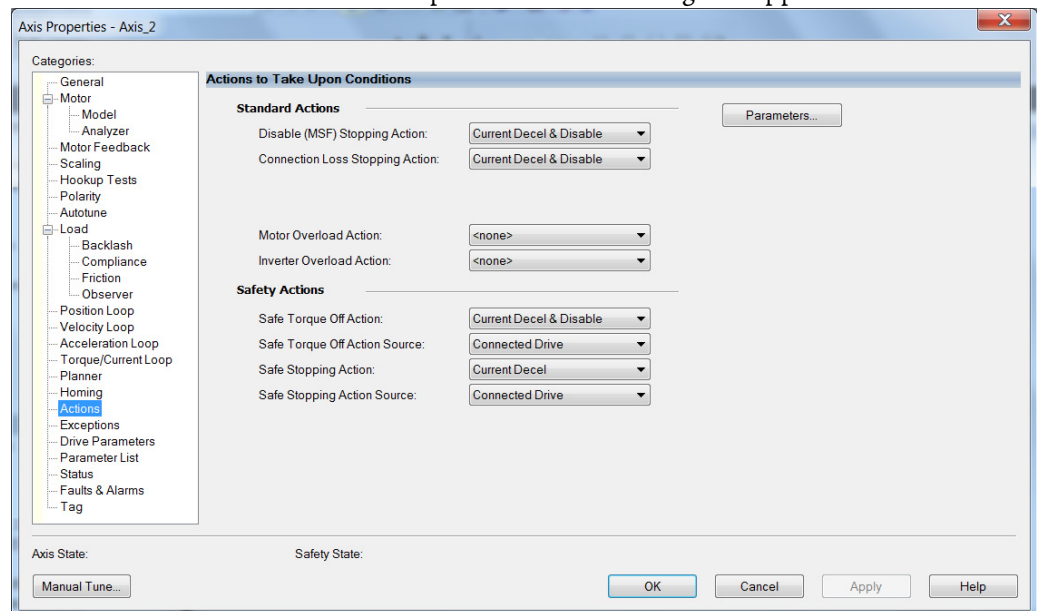 Axis Properties - Axis_2
Categories:
General
Motor
Model
Analyzer
Motor Feedback
Scaling
Hookup Tests
Polarity
Autotune
Load
Backlash
Compliance
Friction
Observer
Position Loop
Velocity Loop
Acceleration Loop
Torque/Current Loop
Planner
Homing
Actions
Exceptions
Drive Parameters
Parameter List
Status
Faults & Alarms
Tag
Actions to Take Upon Conditions
Standard Actions
Parameters...
Disable (MSF) Stopping Action: Current Decel & Disable
Connection Loss Stopping Action: Current Decel & Disable
Motor Overload Action: <none>
Inverter Overload Action: <none>
Safety Actions
Safe Torque Off Action: Current Decel & Disable
Safe Torque Off Action Source: Connected Drive
Safe Stopping Action: Current Decel
Safe Stopping Action Source: Connected Drive
Axis State: Safety State:
Manual Tune... OK Cancel Apply Help